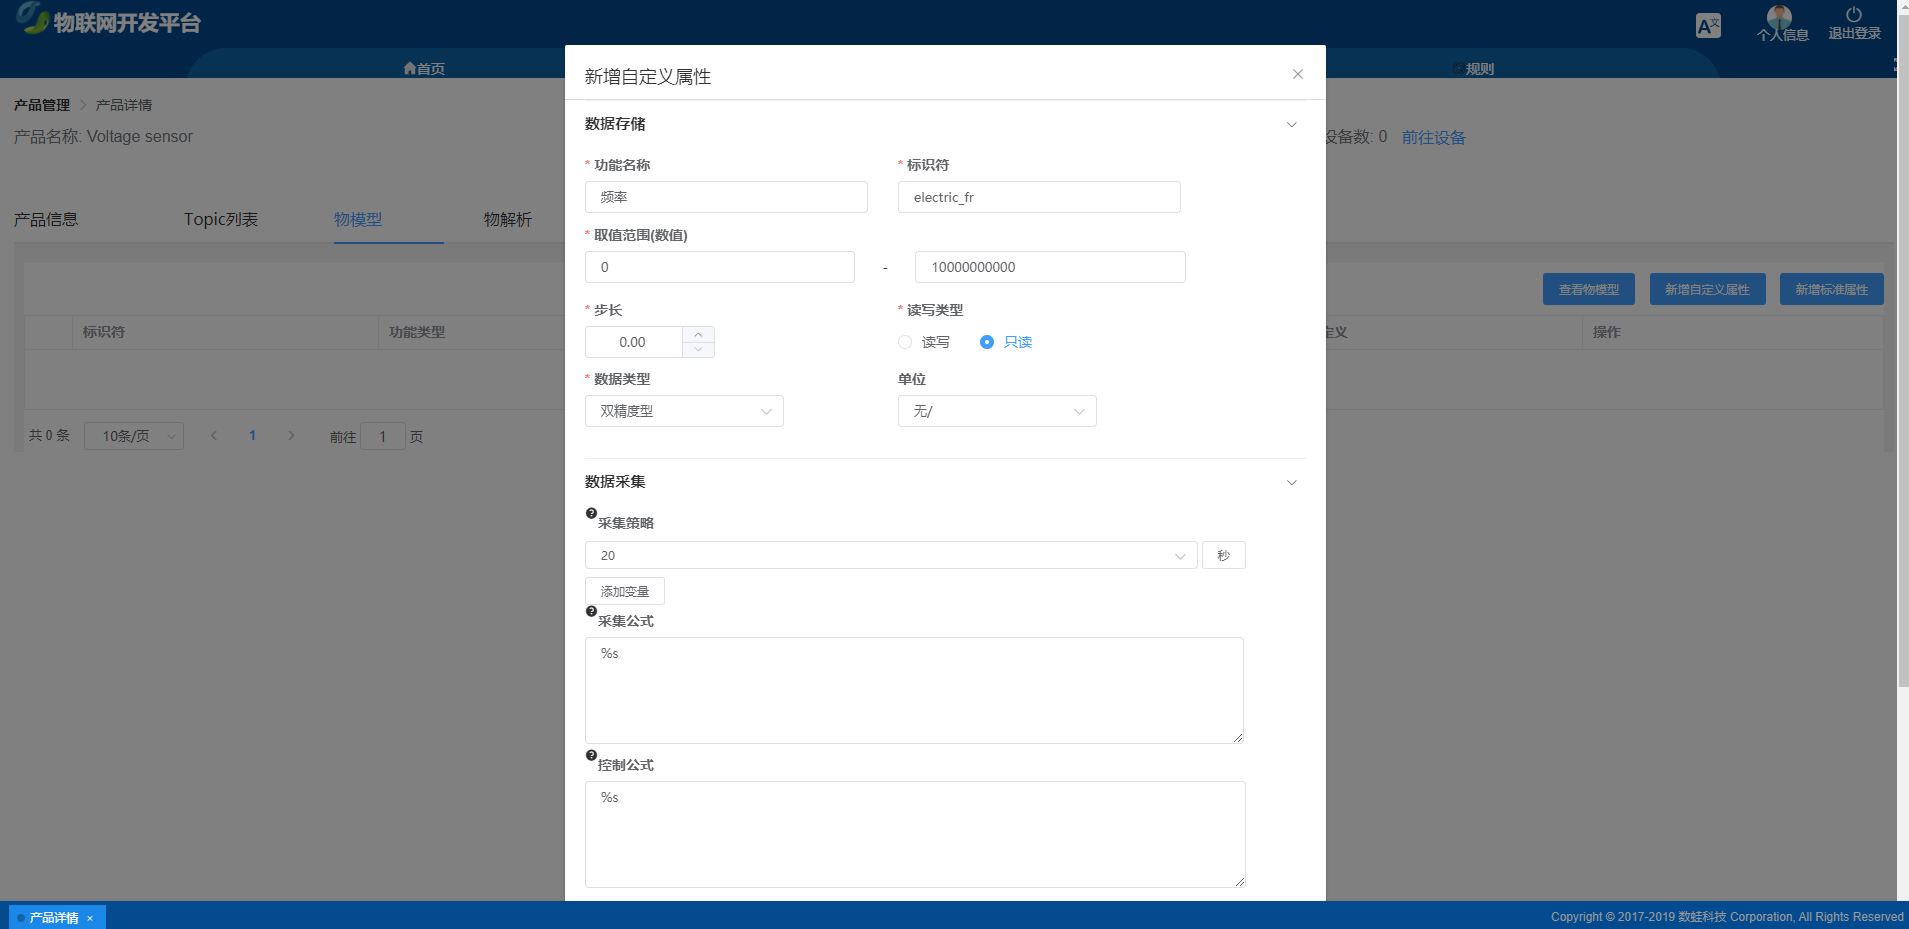 物联网开发平台
个人信息
退出登录
首页
规则
产品管理 > 产品详情
产品名称: Voltage sensor
设备数: 0 前往设备
产品信息 Topic列表 物模型 物解析
查看物模型 新增自定义属性 新增标准属性
标识符 功能类型 定义 操作
共 0 条 10条/页 1 前往 1 页
新增自定义属性
数据存储
* 功能名称 * 标识符
频率 electric_fr
* 取值范围(数值)
0 - 10000000000
* 步长 * 读写类型
0.00 读写 只读
* 数据类型 单位
双精度型 无/
数据采集
采集策略
20 秒
添加变量
采集公式
%s
控制公式
%s
产品详情 ×
Copyright © 2017-2019 数蛙科技 Corporation, All Rights Reserved